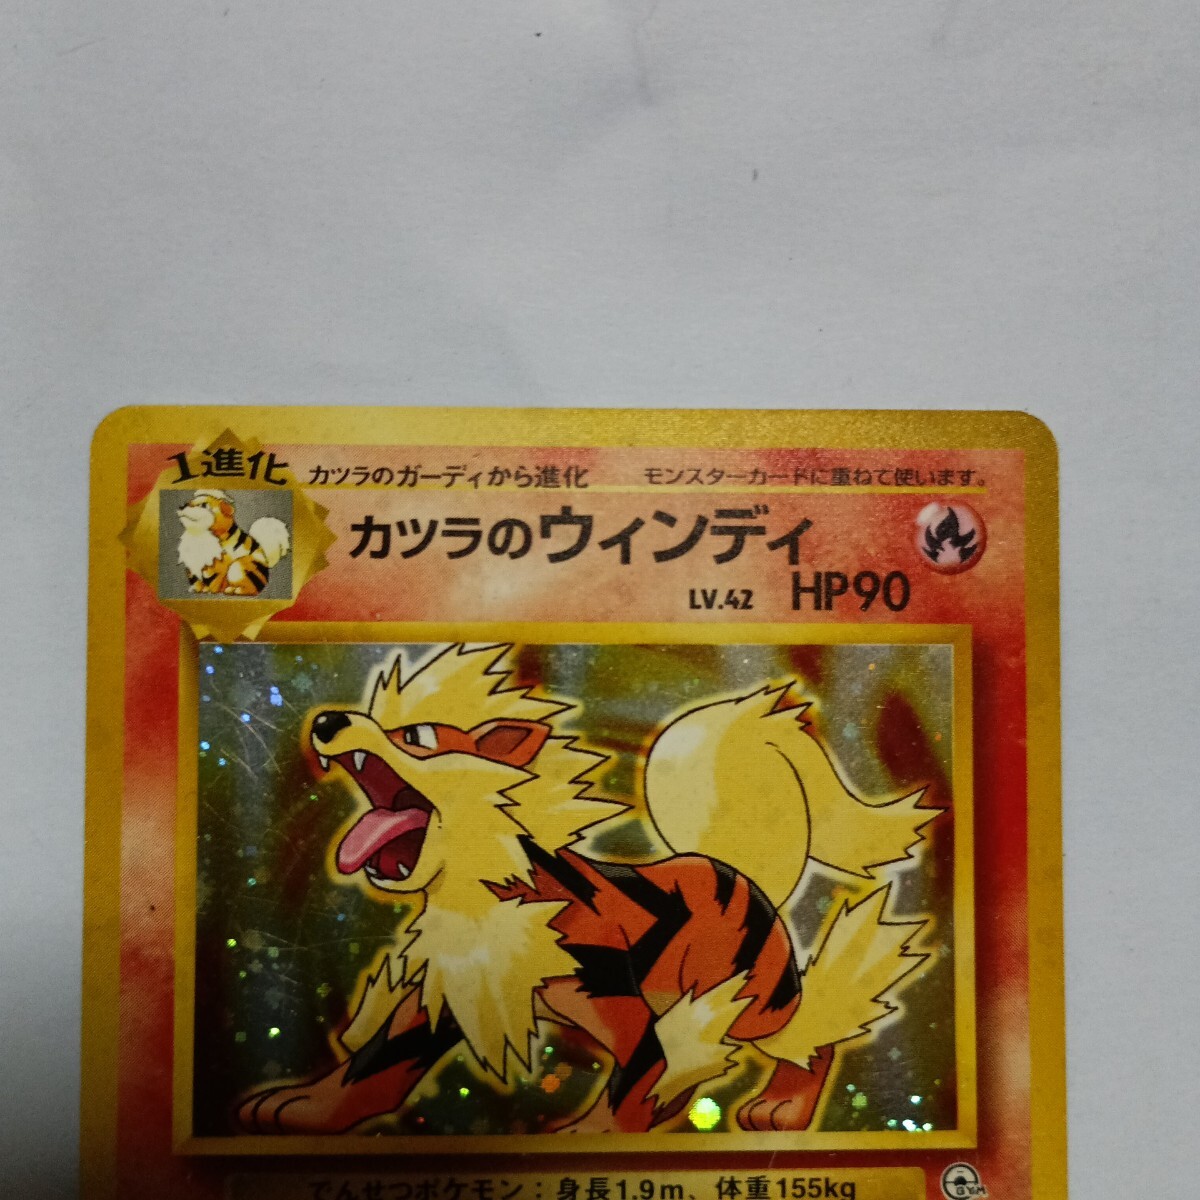 1進化 カツラのガーディから進化 モンスターカードに重ねて使います。
カツラのウィンディ
LV.42 HP90
でんせつポケモン：身長1.9m、体重155kg
GYM